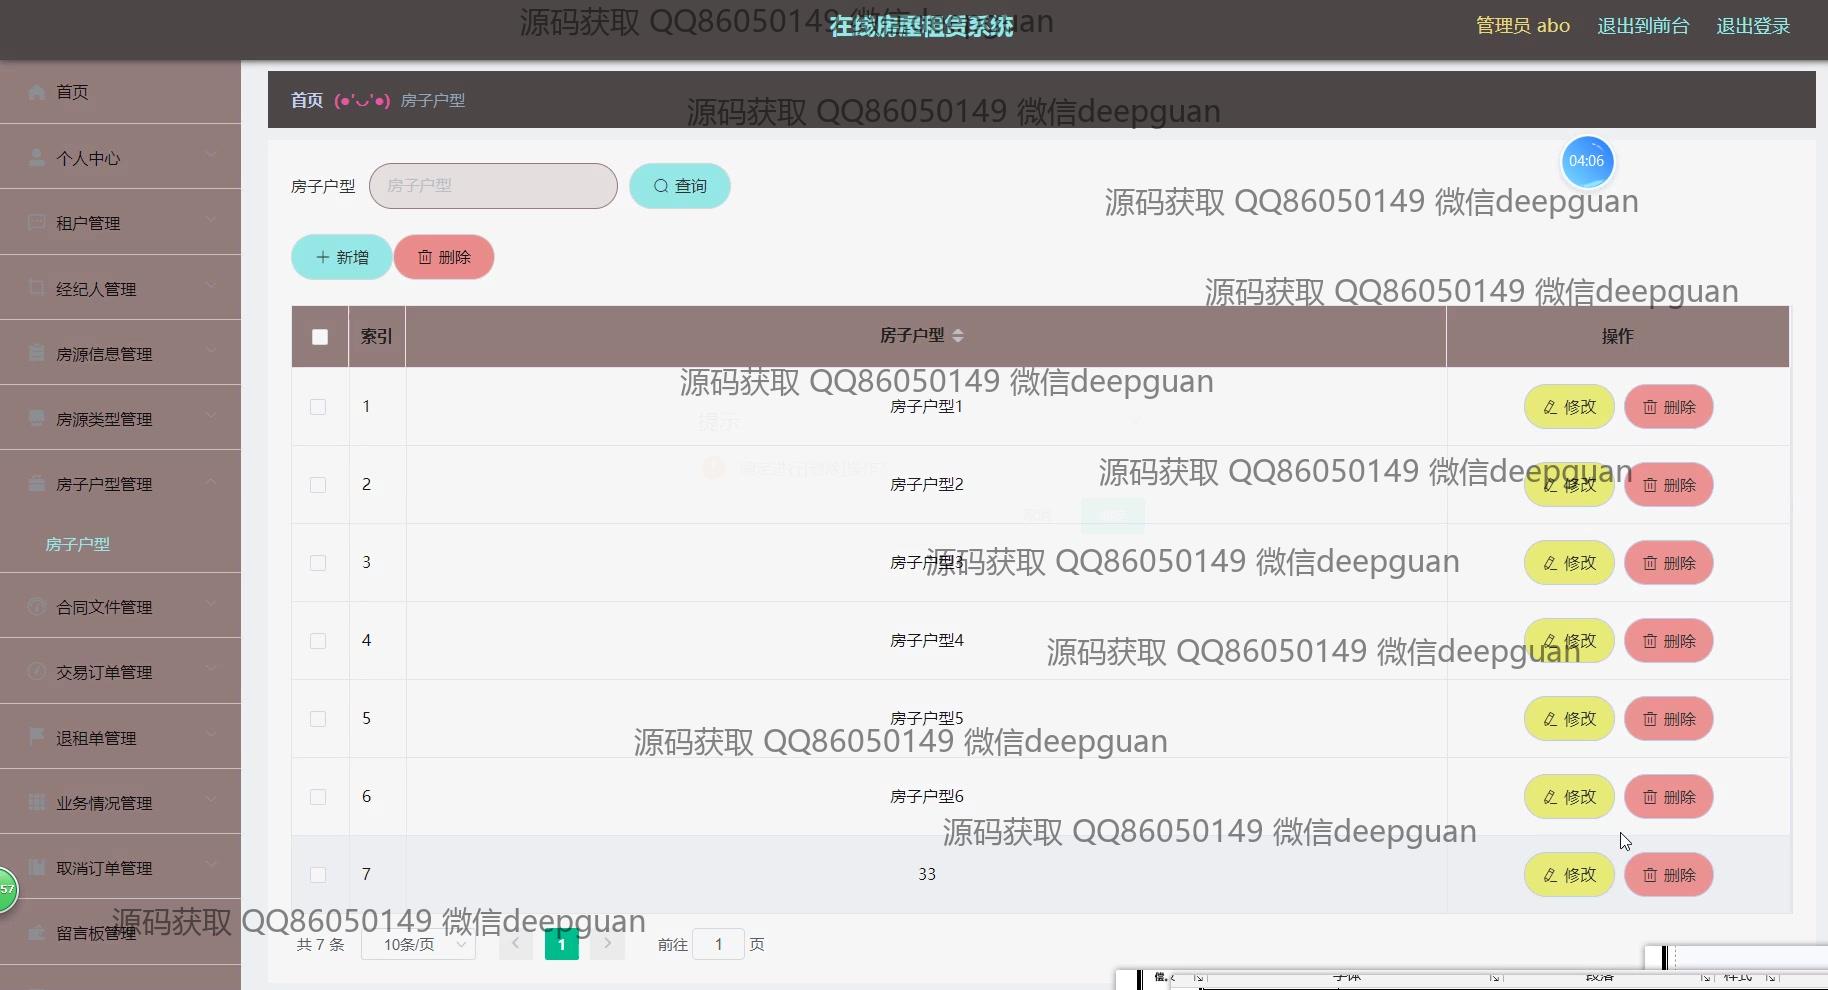 源码获取 QQ86050149 微信deepguan
在线房屋租赁系统
管理员 abo
退出到前台
退出登录
首页
个人中心
租户管理
经纪人管理
房源信息管理
房源类型管理
房子户型管理
房子户型
合同文件管理
交易订单管理
退租单管理
业务情况管理
取消订单管理
留言板管理
57
首页 (●'◡'●) 房子户型
源码获取 QQ86050149 微信deepguan
04:06
房子户型 房子户型 查询
源码获取 QQ86050149 微信deepguan
新增 删除
源码获取 QQ86050149 微信deepguan
索引 房子户型 操作
源码获取 QQ86050149 微信deepguan
1 房子户型1 修改 删除
提示
确定进行[删除]操作?
源码获取 QQ86050149 微信deepguan
2 房子户型2 修改 删除
取消
源码获取 QQ86050149 微信deepguan
3 房子户型3 修改 删除
4 房子户型4 修改 删除
源码获取 QQ86050149 微信deepguan
5 房子户型5 修改 删除
源码获取 QQ86050149 微信deepguan
6 房子户型6 修改 删除
源码获取 QQ86050149 微信deepguan
7 33 修改 删除
源码获取 QQ86050149 微信deepguan
共 7 条 10条/页 1 前往 1 页
字体 段落 样式